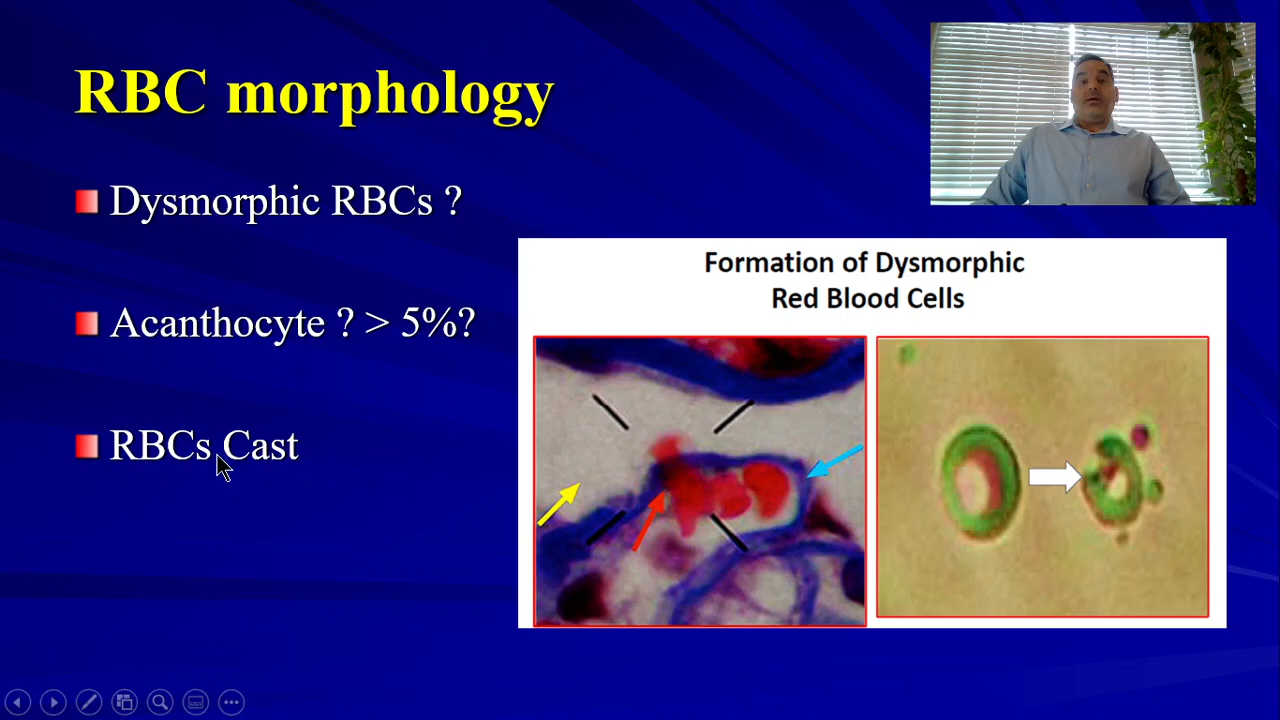 RBC morphology
Dysmorphic RBCs ?
Acanthocyte ? > 5%?
RBCs Cast
Formation of Dysmorphic
Red Blood Cells